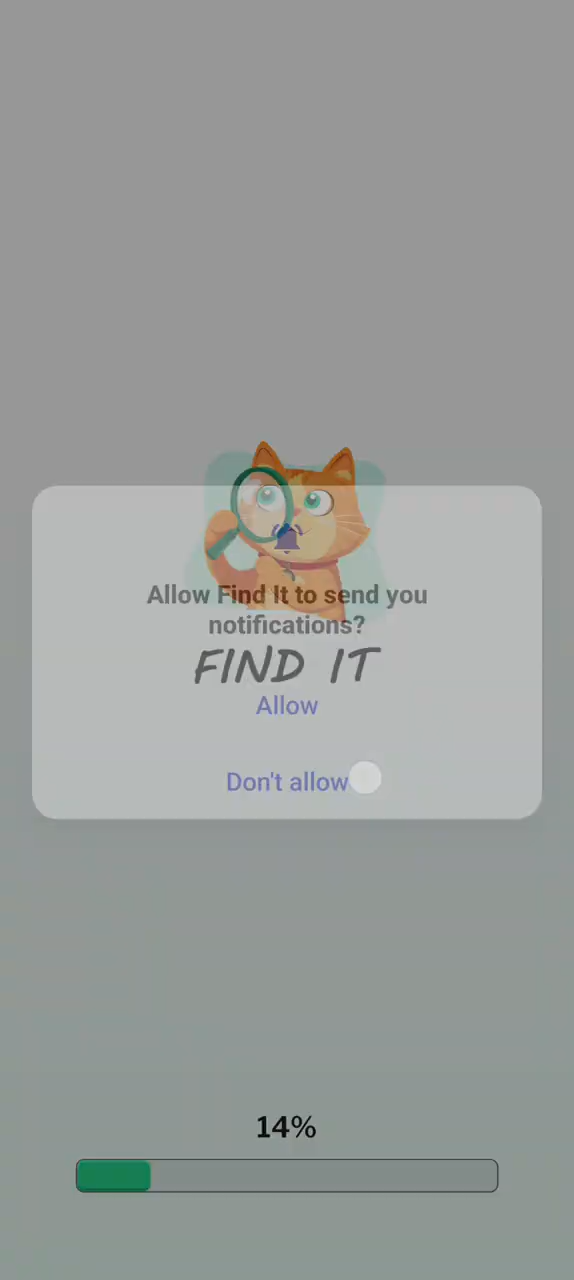 Allow Find It to send you
notifications?
FIND IT
Allow
Don't allow
14%